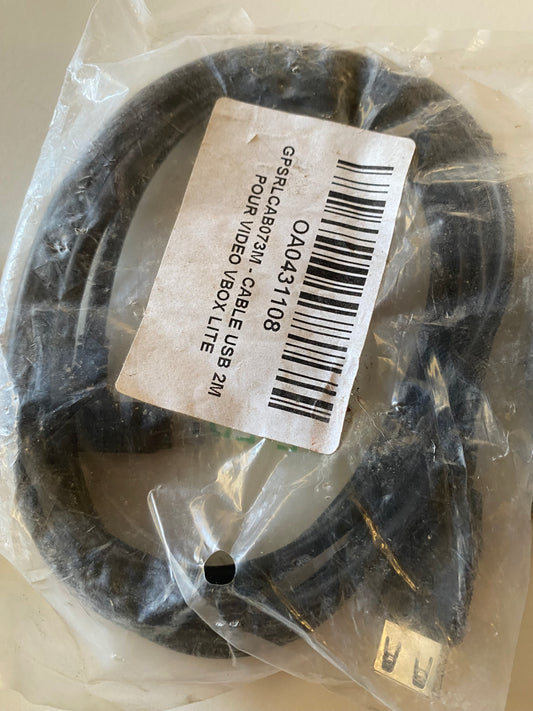 OA0431108
GPSRLCAB073M - CABLE USB 2M
POUR VIDEO VBOX LITE